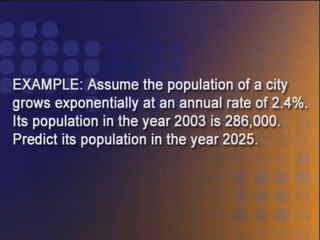 EXAMPLE: Assume the population of a city
grows exponentially at an annual rate of 2.4%.
Its population in the year 2003 is 286,000.
Predict its population in the year 2025.